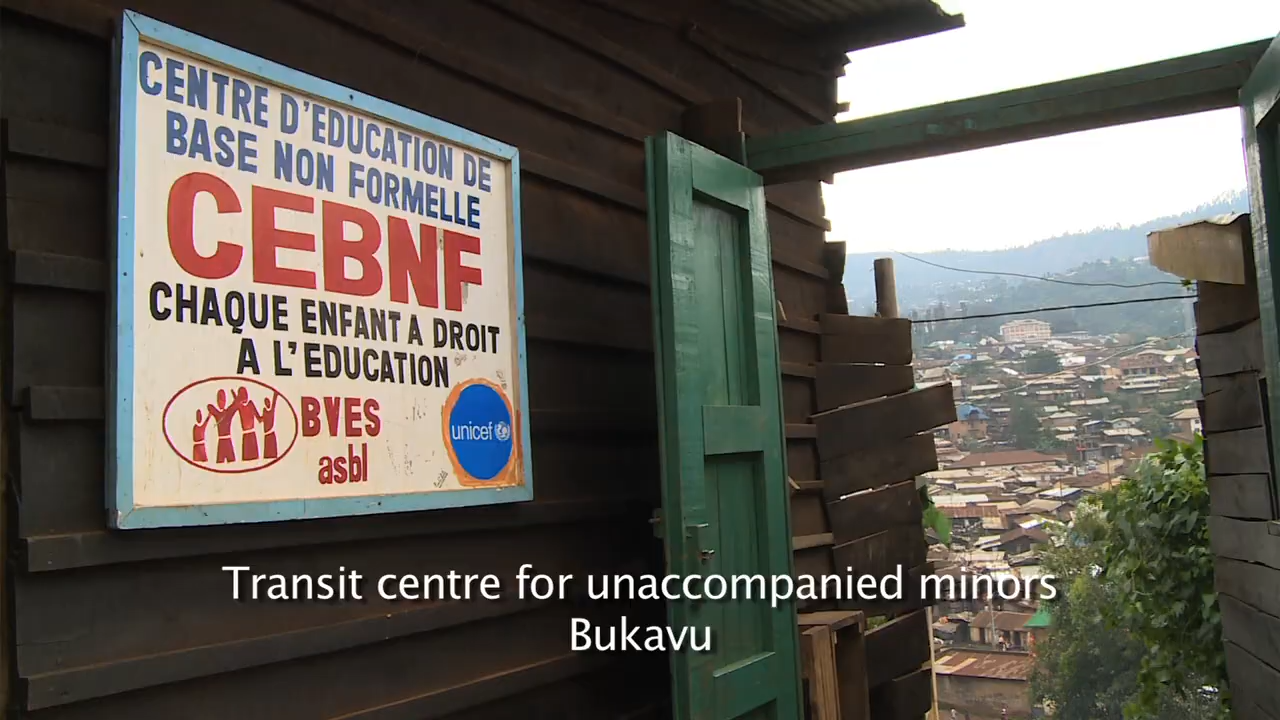 CENTRE D'EDUCATION DE
BASE NON FORMELLE
CEBNF
CHAQUE ENFANT A DROIT
A L'EDUCATION
BVES
asbl
unicef
Transit centre for unaccompanied minors
Bukavu